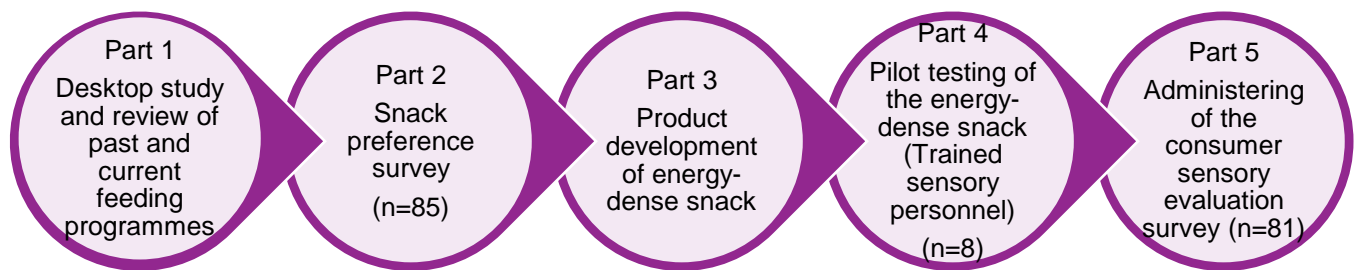 Part 1
Desktop study
and review of
past and
current
feeding
programmes
Part 2
Snack
preference
survey
(n=85)
Part 3
Product
development
of energy-
dense snack
Part 4
Pilot testing of
the energy-
dense snack
(Trained
sensory
personnel)
(n=8)
Part 5
Administering
of the
consumer
sensory
evaluation
survey (n=81)